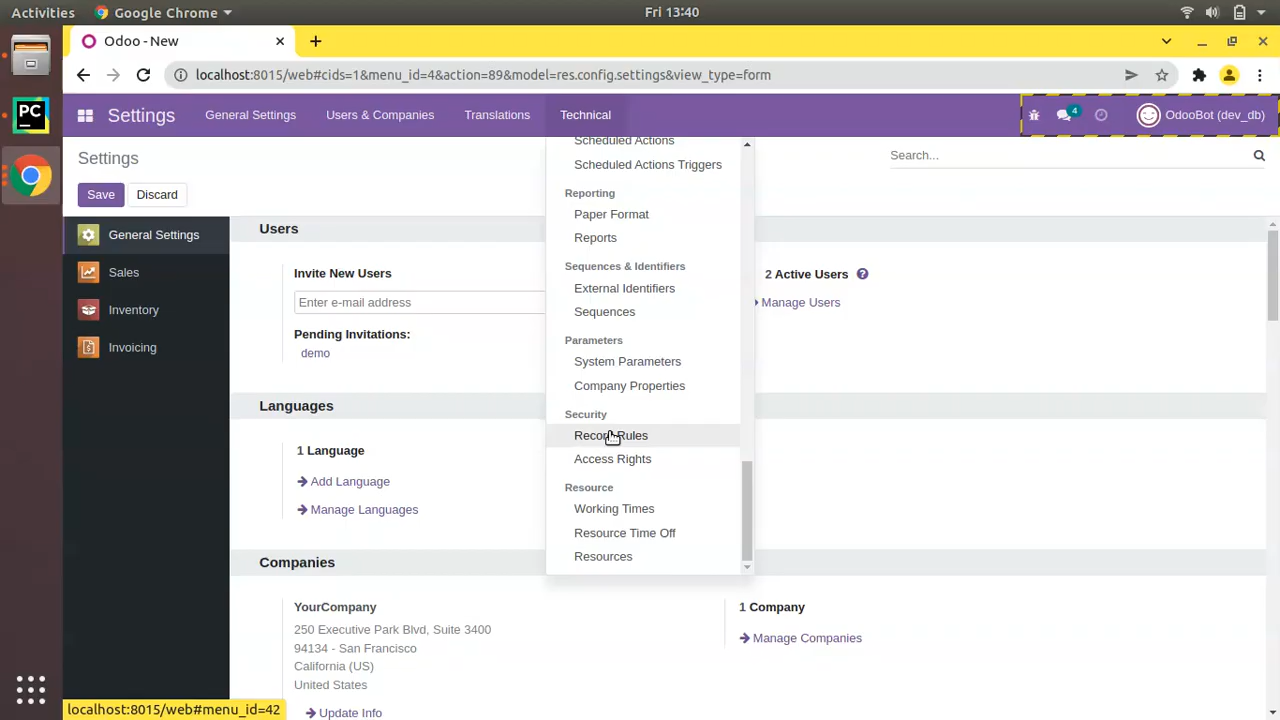 Activities
Google Chrome
Fri 13:40
Odoo - New
localhost:8015/web#cids=1&menu_id=4&action=89&model=res.config.settings&view_type=form
Settings
General Settings
Users & Companies
Translations
Technical
4
OdooBot (dev_db)
Settings
Search...
Save
Discard
General Settings
Sales
Inventory
Invoicing
Users
Invite New Users
Enter e-mail address
Pending Invitations:
demo
2 Active Users
Manage Users
Languages
1 Language
Add Language
Manage Languages
Companies
YourCompany
250 Executive Park Blvd, Suite 3400
94134 - San Francisco
California (US)
United States
Update Info
1 Company
Manage Companies
Scheduled Actions
Scheduled Actions Triggers
Reporting
Paper Format
Reports
Sequences & Identifiers
External Identifiers
Sequences
Parameters
System Parameters
Company Properties
Security
Record Rules
Access Rights
Resource
Working Times
Resource Time Off
Resources
PC
localhost:8015/web#menu_id=42